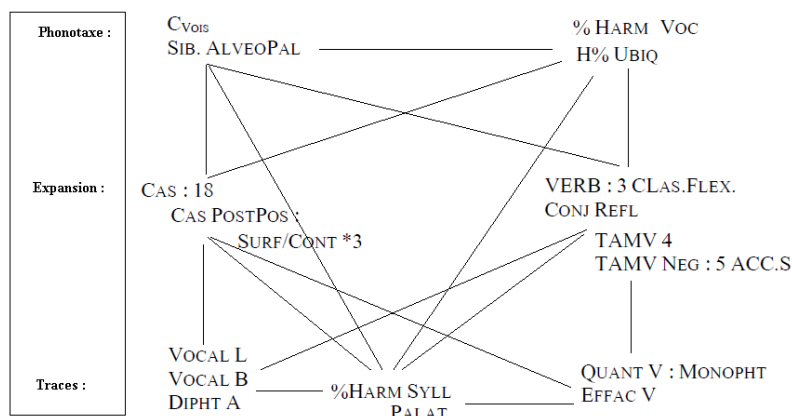 Phonotaxe :
CVOIS
SIB. ALVEOPAL
% HARM VOC
H% UBIQ
Expansion :
CAS : 18
CAS POSTPOS :
SURF/CONT *3
VERB : 3 CLAS.FLEX.
CONJ REFL
TAMV 4
TAMV NEG : 5 ACC.S
Traces :
VOCAL L
VOCAL B
DIPHT A
%HARM SYLL
PALAT
QUANT V : MONOPHT
EFFAC V